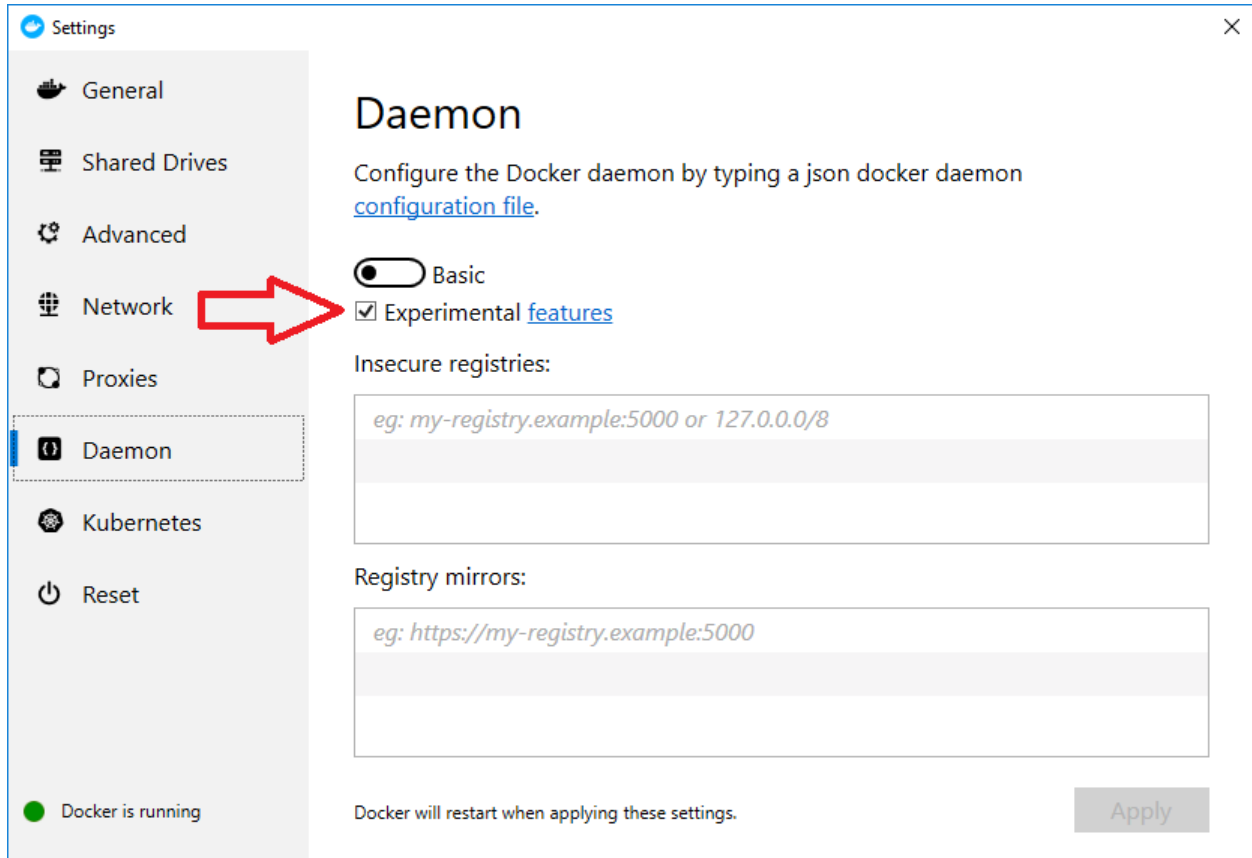 Settings
General
Shared Drives
Advanced
Network
Proxies
Daemon
Kubernetes
Reset
Docker is running
Daemon
Configure the Docker daemon by typing a json docker daemon
configuration file.
Basic
Experimental features
Insecure registries:
eg: my-registry.example:5000 or 127.0.0.0/8
Registry mirrors:
eg: https://my-registry.example:5000
Docker will restart when applying these settings.
Apply